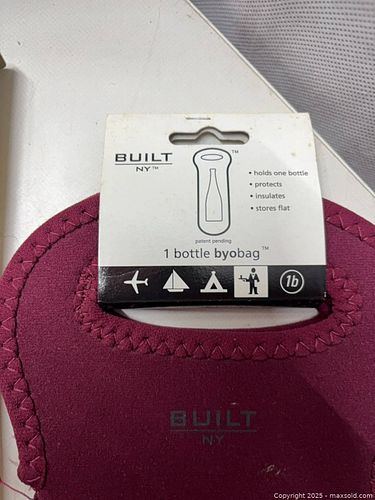 BUILT
NY™
™
• holds one bottle
• protects
• insulates
• stores flat
patent pending
1 bottle byobag™
1b
BUILT
NY
Copyright 2025 - maxsold.com